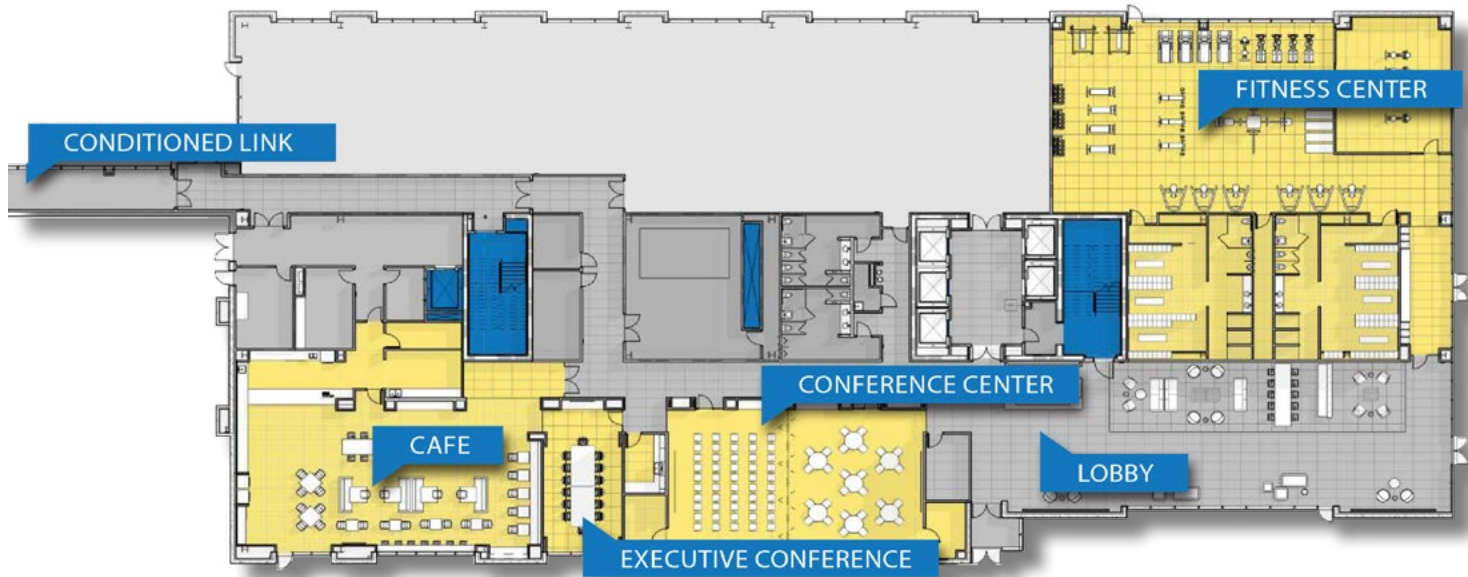 FITNESS CENTER
CONDITIONED LINK
CONFERENCE CENTER
CAFE
LOBBY
EXECUTIVE CONFERENCE